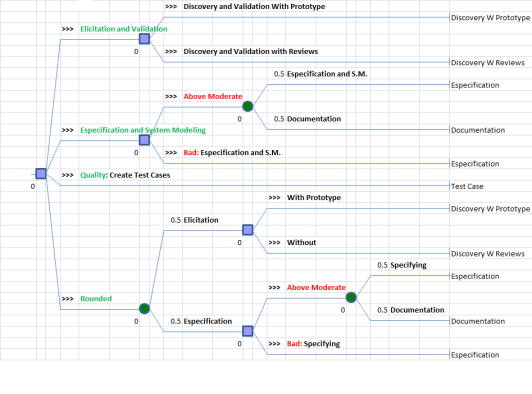 >>> Discovery and Validation With Prototype
Discovery W Prototype
>>> Elicitation and Validation
0
>>> Discovery and Validation with Reviews
Discovery W Reviews
0.5 Especification and S.M.
Especification
>>> Above Moderate
0
0.5 Documentation
Documentation
>>> Especification and System Modeling
0
>>> Bad: Especification and S.M.
Especification
>>> Quality: Create Test Cases
0
Test Case
>>> With Prototype
Discovery W Prototype
0.5 Elicitation
0
>>> Without
Discovery W Reviews
0.5 Specifying
Especification
>>> Above Moderate
>>> Rounded
0
0
0.5 Documentation
Documentation
0.5 Especification
0
>>> Bad: Specifying
Especification